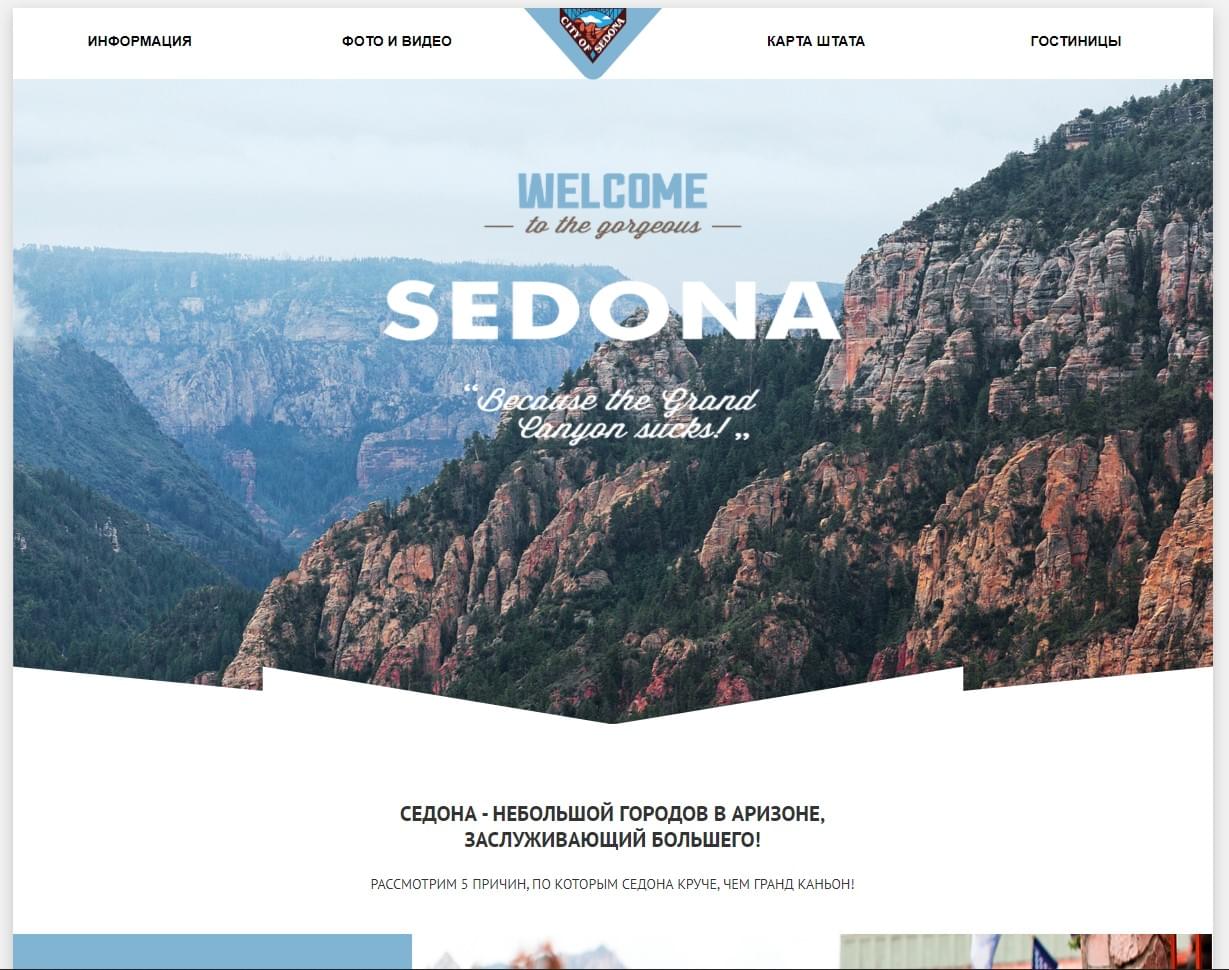 ИНФОРМАЦИЯ
ФОТО И ВИДЕО
CITY OF SEDONA
КАРТА ШТАТА
ГОСТИНИЦЫ
WELCOME
to the gorgeous
SEDONA
“Because the Grand
Canyon sucks! „
СЕДОНА - НЕБОЛЬШОЙ ГОРОДОВ В АРИЗОНЕ,
ЗАСЛУЖИВАЮЩИЙ БОЛЬШЕГО!
РАССМОТРИМ 5 ПРИЧИН, ПО КОТОРЫМ СЕДОНА КРУЧЕ, ЧЕМ ГРАНД КАНЬОН!